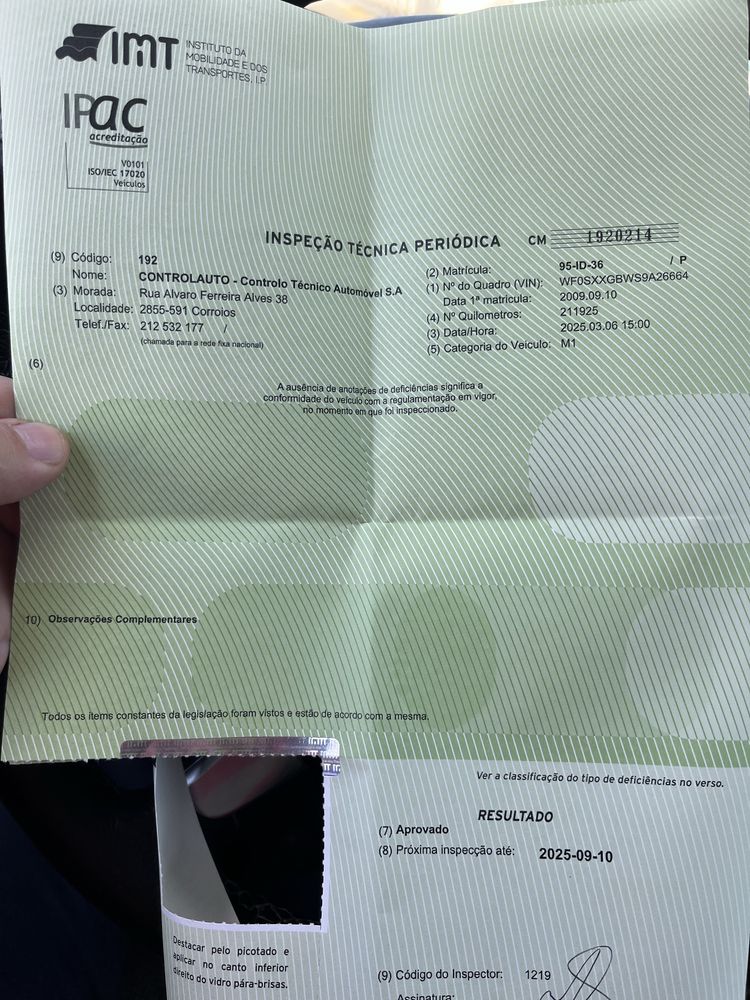 IMT INSTITUTO DA
MOBILIDADE E DOS
TRANSPORTES, I.P.
IPac
acreditação
V0101
ISO/IEC 17020
Veículos
INSPEÇÃO TÉCNICA PERIÓDICA CM 1920214
(9) Código: 192
Nome: CONTROLAUTO - Controlo Técnico Automóvel S.A
(3) Morada: Rua Alvaro Ferreira Alves 38
Localidade: 2855-591 Corroios
Telef./Fax: 212 532 177 /
(chamada para a rede fixa nacional)
(2) Matrícula: 95-ID-36 / P
(1) Nº do Quadro (VIN): WF0SXXGBWS9A26664
Data 1ª matricula: 2009.09.10
(4) Nº Quilometros: 211925
(3) Data/Hora: 2025.03.06 15:00
(5) Categoria do Veiculo: M1
(6)
A ausência de anotações de deficiências significa a
conformidade do veículo com a regulamentação em vigor,
no momento em que foi inspeccionado.
10) Observações Complementares
Todos os items constantes da legislação foram vistos e estão de acordo com a mesma.
Ver a classificação do tipo de deficiências no verso.
RESULTADO
(7) Aprovado
(8) Próxima inspecção até: 2025-09-10
Destacar pelo picotado e
aplicar no canto inferior
direito do vidro pára-brisas.
(9) Código do Inspector: 1219
Assinatura: